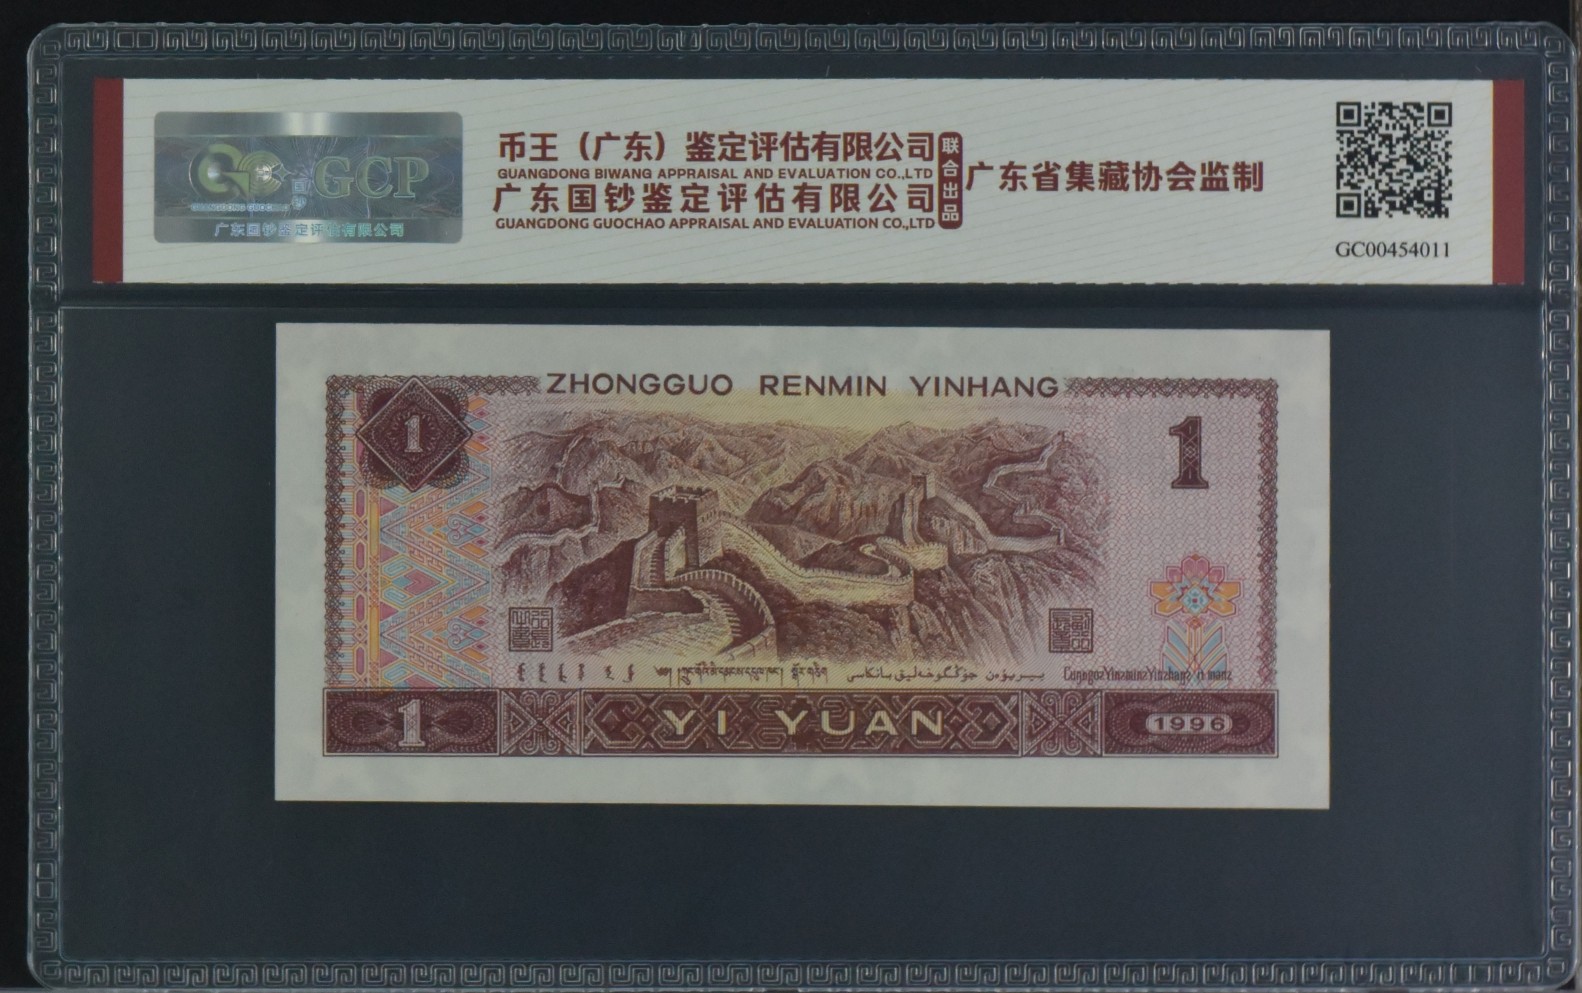 GCP
国钞
广东国钞鉴定评估有限公司
币王（广东）鉴定评估有限公司
GUANGDONG BIWANG APPRAISAL AND EVALUATION CO.,LTD
广东国钞鉴定评估有限公司
GUANGDONG GUOCHAO APPRAISAL AND EVALUATION CO.,LTD
联合出品
广东省集藏协会监制
GC00454011
ZHONGGUO RENMIN YINHANG
1
1
1
YI YUAN
1996